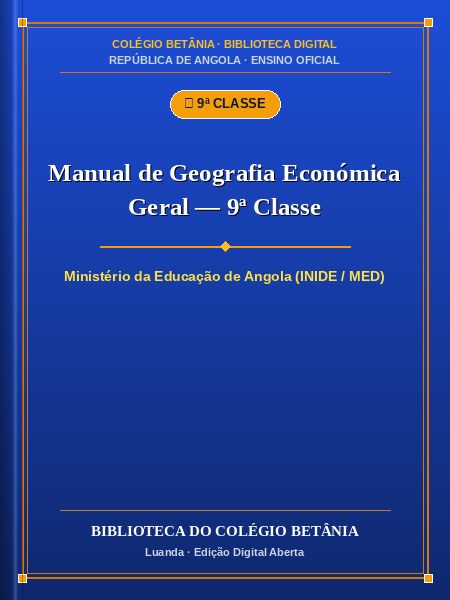 COLÉGIO BETÂNIA · BIBLIOTECA DIGITAL
REPÚBLICA DE ANGOLA · ENSINO OFICIAL
9ª CLASSE
Manual de Geografia Económica
Geral — 9ª Classe
Ministério da Educação de Angola (INIDE / MED)
BIBLIOTECA DO COLÉGIO BETÂNIA
Luanda · Edição Digital Aberta